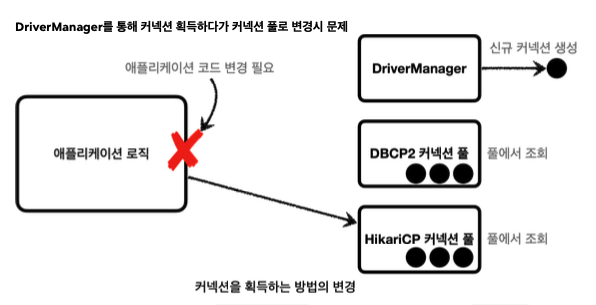 DriverManager를 통해 커넥션 획득하다가 커넥션 풀로 변경시 문제
애플리케이션 코드 변경 필요
애플리케이션 로직
DriverManager
신규 커넥션 생성
DBCP2 커넥션 풀
풀에서 조회
HikariCP 커넥션 풀
풀에서 조회
커넥션을 획득하는 방법의 변경